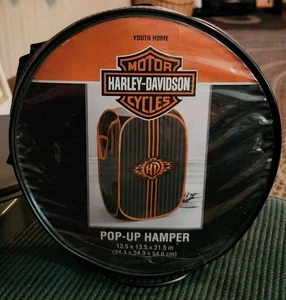 YOUTH HOME
MOTOR
HARLEY-DAVIDSON
CYCLES
HD
POP-UP HAMPER
13.5 x 13.5 x 21.5 in
(34.3 x 34.3 x 54.6 cm)